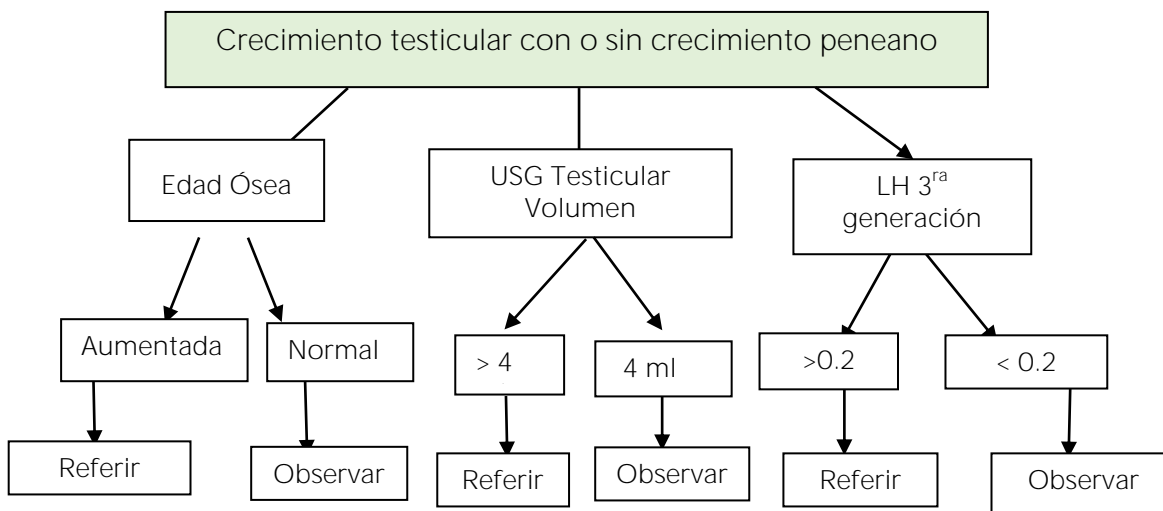 Crecimiento testicular con o sin crecimiento peneano
Edad Ósea
USG Testicular
Volumen
LH 3ra
generación
Aumentada
Normal
> 4
4 ml
>0.2
< 0.2
Referir
Observar
Referir
Observar
Referir
Observar